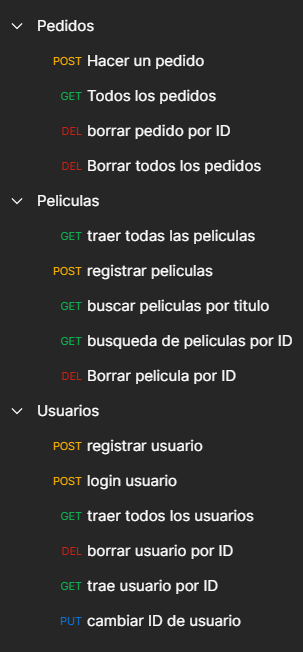 Pedidos
POST Hacer un pedido
GET Todos los pedidos
DEL borrar pedido por ID
DEL Borrar todos los pedidos
Peliculas
GET traer todas las peliculas
POST registrar peliculas
GET buscar peliculas por titulo
GET busqueda de peliculas por ID
DEL Borrar pelicula por ID
Usuarios
POST registrar usuario
POST login usuario
GET traer todos los usuarios
DEL borrar usuario por ID
GET trae usuario por ID
PUT cambiar ID de usuario